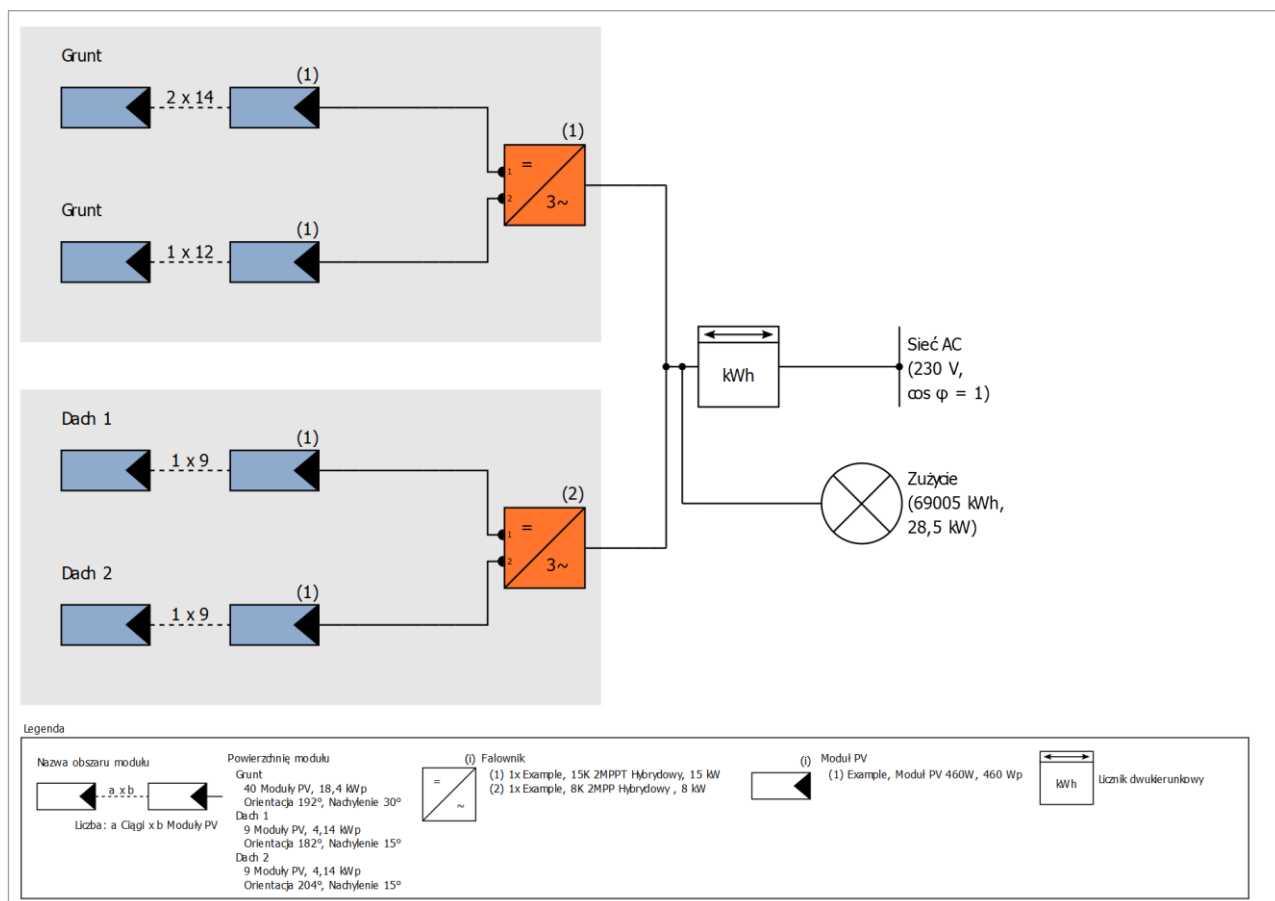 Grunt
2 x 14
(1)
(1)
=
1
2
3~
Grunt
1 x 12
(1)
kWh
Sieć AC
(230 V,
cos φ = 1)
Dach 1
1 x 9
(1)
(2)
=
1
2
3~
Dach 2
1 x 9
(1)
Zużycie
(69005 kWh,
28,5 kW)
Legenda
Nazwa obszaru modułu
a x b
Liczba: a Ciągi x b Moduły PV
Powierzchnię modułu
Grunt
40 Moduły PV, 18,4 kWp
Orientacja 192°, Nachylenie 30°
Dach 1
9 Moduły PV, 4,14 kWp
Orientacja 182°, Nachylenie 15°
Dach 2
9 Moduły PV, 4,14 kWp
Orientacja 204°, Nachylenie 15°
=
~
(i) Falownik
(1) 1x Example, 15K 2MPPT Hybrydowy, 15 kW
(2) 1x Example, 8K 2MPP Hybrydowy , 8 kW
(i) Moduł PV
(1) Example, Moduł PV 460W, 460 Wp
kWh
Licznik dwukierunkowy